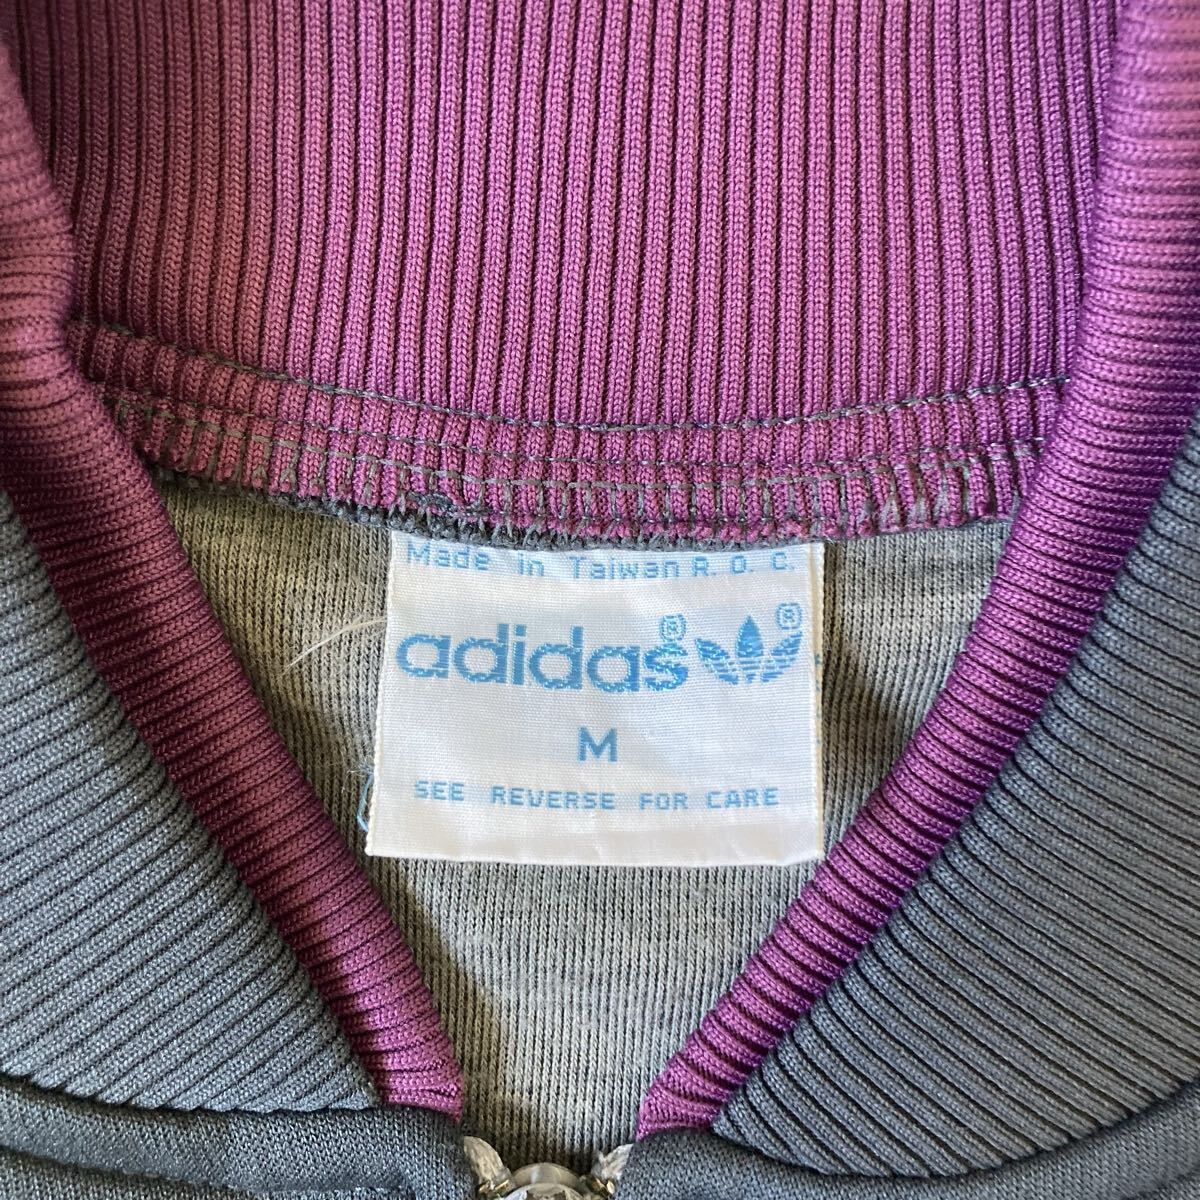 Made in Taiwan R. O. C.
adidas® ®
M
SEE REVERSE FOR CARE